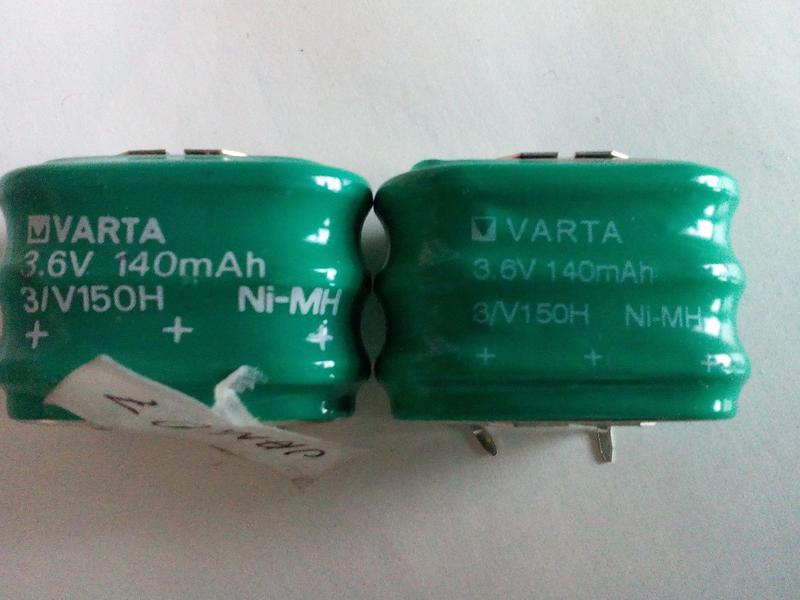 VARTA
3.6V 140mAh
3/V150H Ni-MH
+ + +
VARTA
3.6V 140mAh
3/V150H Ni-MH
+ + +